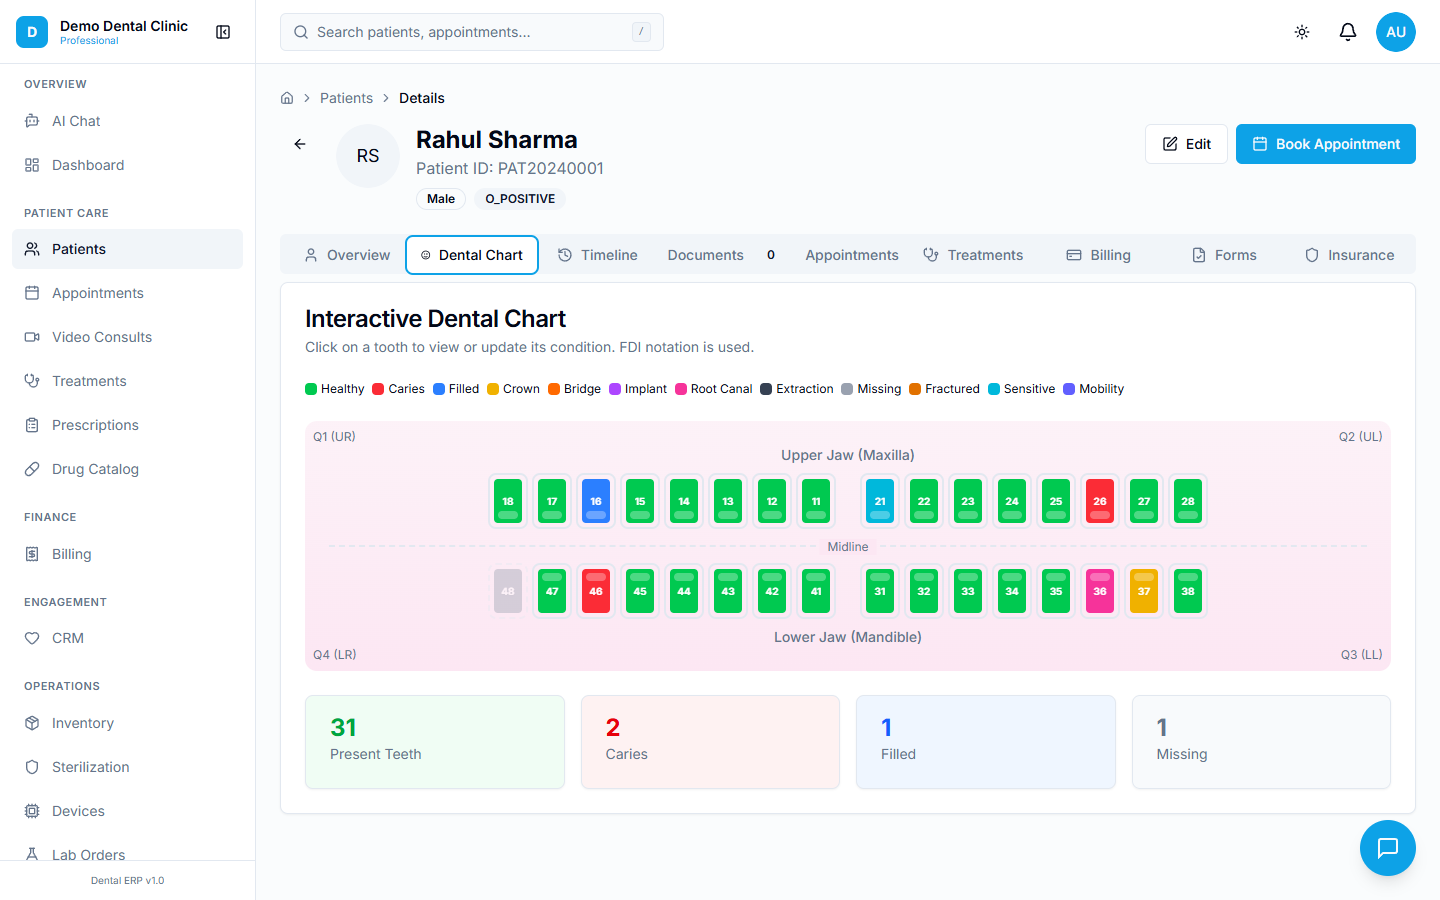 D
Demo Dental Clinic
Professional
Search patients, appointments...
/
AU
OVERVIEW
AI Chat
Dashboard
PATIENT CARE
Patients
Appointments
Video Consults
Treatments
Prescriptions
Drug Catalog
FINANCE
Billing
ENGAGEMENT
CRM
OPERATIONS
Inventory
Sterilization
Devices
Lab Orders
Dental ERP v1.0
Patients
Details
RS
Rahul Sharma
Patient ID: PAT20240001
Male
O_POSITIVE
Edit
Book Appointment
Overview
Dental Chart
Timeline
Documents 0
Appointments
Treatments
Billing
Forms
Insurance
Interactive Dental Chart
Click on a tooth to view or update its condition. FDI notation is used.
Healthy Caries Filled Crown Bridge Implant Root Canal Extraction Missing Fractured Sensitive Mobility
Q1 (UR)
Q2 (UL)
Upper Jaw (Maxilla)
18 17 16 15 14 13 12 11 21 22 23 24 25 26 27 28
Midline
48 47 46 45 44 43 42 41 31 32 33 34 35 36 37 38
Lower Jaw (Mandible)
Q4 (LR)
Q3 (LL)
31
Present Teeth
2
Caries
1
Filled
1
Missing